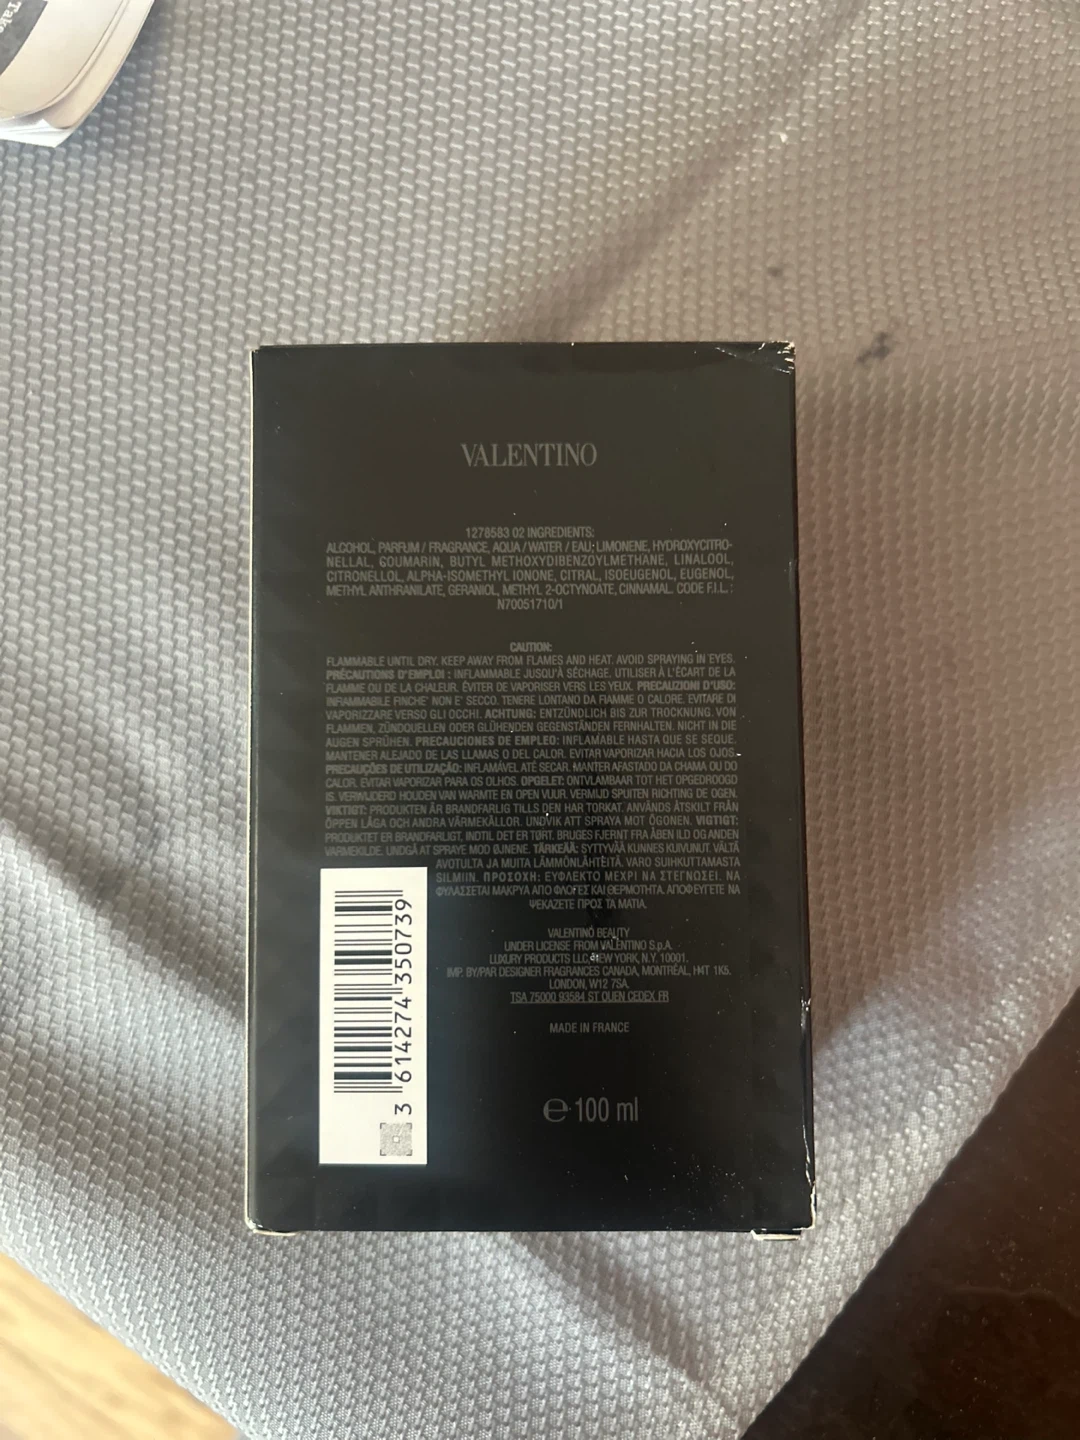 Take
VALENTINO
1278583 02 INGREDIENTS:
ALCOHOL, PARFUM / FRAGRANCE, AQUA / WATER / EAU; LIMONENE, HYDROXYCITRO-
NELLAL, COUMARIN, BUTYL METHOXYDIBENZOYLMETHANE, LINALOOL,
CITRONELLOL, ALPHA-ISOMETHYL IONONE, CITRAL, ISOEUGENOL, EUGENOL,
METHYL ANTHRANILATE, GERANIOL, METHYL 2-OCTYNOATE, CINNAMAL. CODE F.I.L. :
N70051710/1
CAUTION:
FLAMMABLE UNTIL DRY. KEEP AWAY FROM FLAMES AND HEAT. AVOID SPRAYING IN EYES.
PRÉCAUTIONS D'EMPLOI : INFLAMMABLE JUSQU'À SÉCHAGE. UTILISER À L'ÉCART DE LA
FLAMME OU DE LA CHALEUR. ÉVITER DE VAPORISER VERS LES YEUX. PRECAUZIONI D'USO:
INFIAMMABILE FINCHE' NON E' SECCO. TENERE LONTANO DA FIAMME O CALORE. EVITARE DI
VAPORIZZARE VERSO GLI OCCHI. ACHTUNG: ENTZÜNDLICH BIS ZUR TROCKNUNG. VON
FLAMMEN, ZÜNDQUELLEN ODER GLÜHENDEN GEGENSTÄNDEN FERNHALTEN. NICHT IN DIE
AUGEN SPRÜHEN. PRECAUCIONES DE EMPLEO: INFLAMABLE HASTA QUE SE SEQUE.
MANTENER ALEJADO DE LAS LLAMAS O DEL CALOR. EVITAR VAPORIZAR HACIA LOS OJOS.
PRECAUÇÕES DE UTILIZAÇÃO: INFLAMÁVEL ATÉ SECAR. MANTER AFASTADO DA CHAMA OU DO
CALOR. EVITAR VAPORIZAR PARA OS OLHOS. OPGELET: ONTVLAMBAAR TOT HET OPGEDROOGD
IS. VERWIJDERD HOUDEN VAN WARMTE EN OPEN VUUR. VERMIJD SPUITEN RICHTING DE OGEN.
VIKTIGT: PRODUKTEN ÄR BRANDFARLIG TILLS DEN HAR TORKAT. ANVÄNDS ÅTSKILT FRÅN
ÖPPEN LÅGA OCH ANDRA VÄRMEKÄLLOR. UNDVIK ATT SPRAYA MOT ÖGONEN. VIGTIGT:
PRODUKTET ER BRANDFARLIGT, INDTIL DET ER TØRT. BRUGES FJERNT FRA ÅBEN ILD OG ANDEN
VARMEKILDE. UNDGÅ AT SPRAYE MOD ØJNENE. TÄRKEÄÄ: SYTTYVÄÄ KUNNES KUIVUNUT. VÄLTÄ
AVOTULTA JA MUITA LÄMMÖNLÄHTEITÄ. VARO SUIHKUTTAMASTA
SILMIIN. ΠΡΟΣΟΧΗ: ΕΥΦΛΕΚΤΟ ΜΕΧΡΙ ΝΑ ΣΤΕΓΝΩΣΕΙ. ΝΑ
ΦΥΛΑΣΣΕΤΑΙ ΜΑΚΡΥΑ ΑΠΟ ΦΛΟΓΕΣ ΚΑΙ ΘΕΡΜΟΤΗΤΑ. ΑΠΟΦΕΥΓΕΤΕ ΝΑ
ΨΕΚΑΖΕΤΕ ΠΡΟΣ ΤΑ ΜΑΤΙΑ.
VALENTINO BEAUTY
UNDER LICENSE FROM VALENTINO S.p.A.
LUXURY PRODUCTS LLC, NEW YORK, N.Y. 10001.
IMP. BY/PAR DESIGNER FRAGRANCES CANADA, MONTRÉAL, H4T 1K5.
LONDON, W12 7SA.
TSA 75000 93584 ST OUEN CEDEX FR
MADE IN FRANCE
℮ 100 ml
3 614274 350739